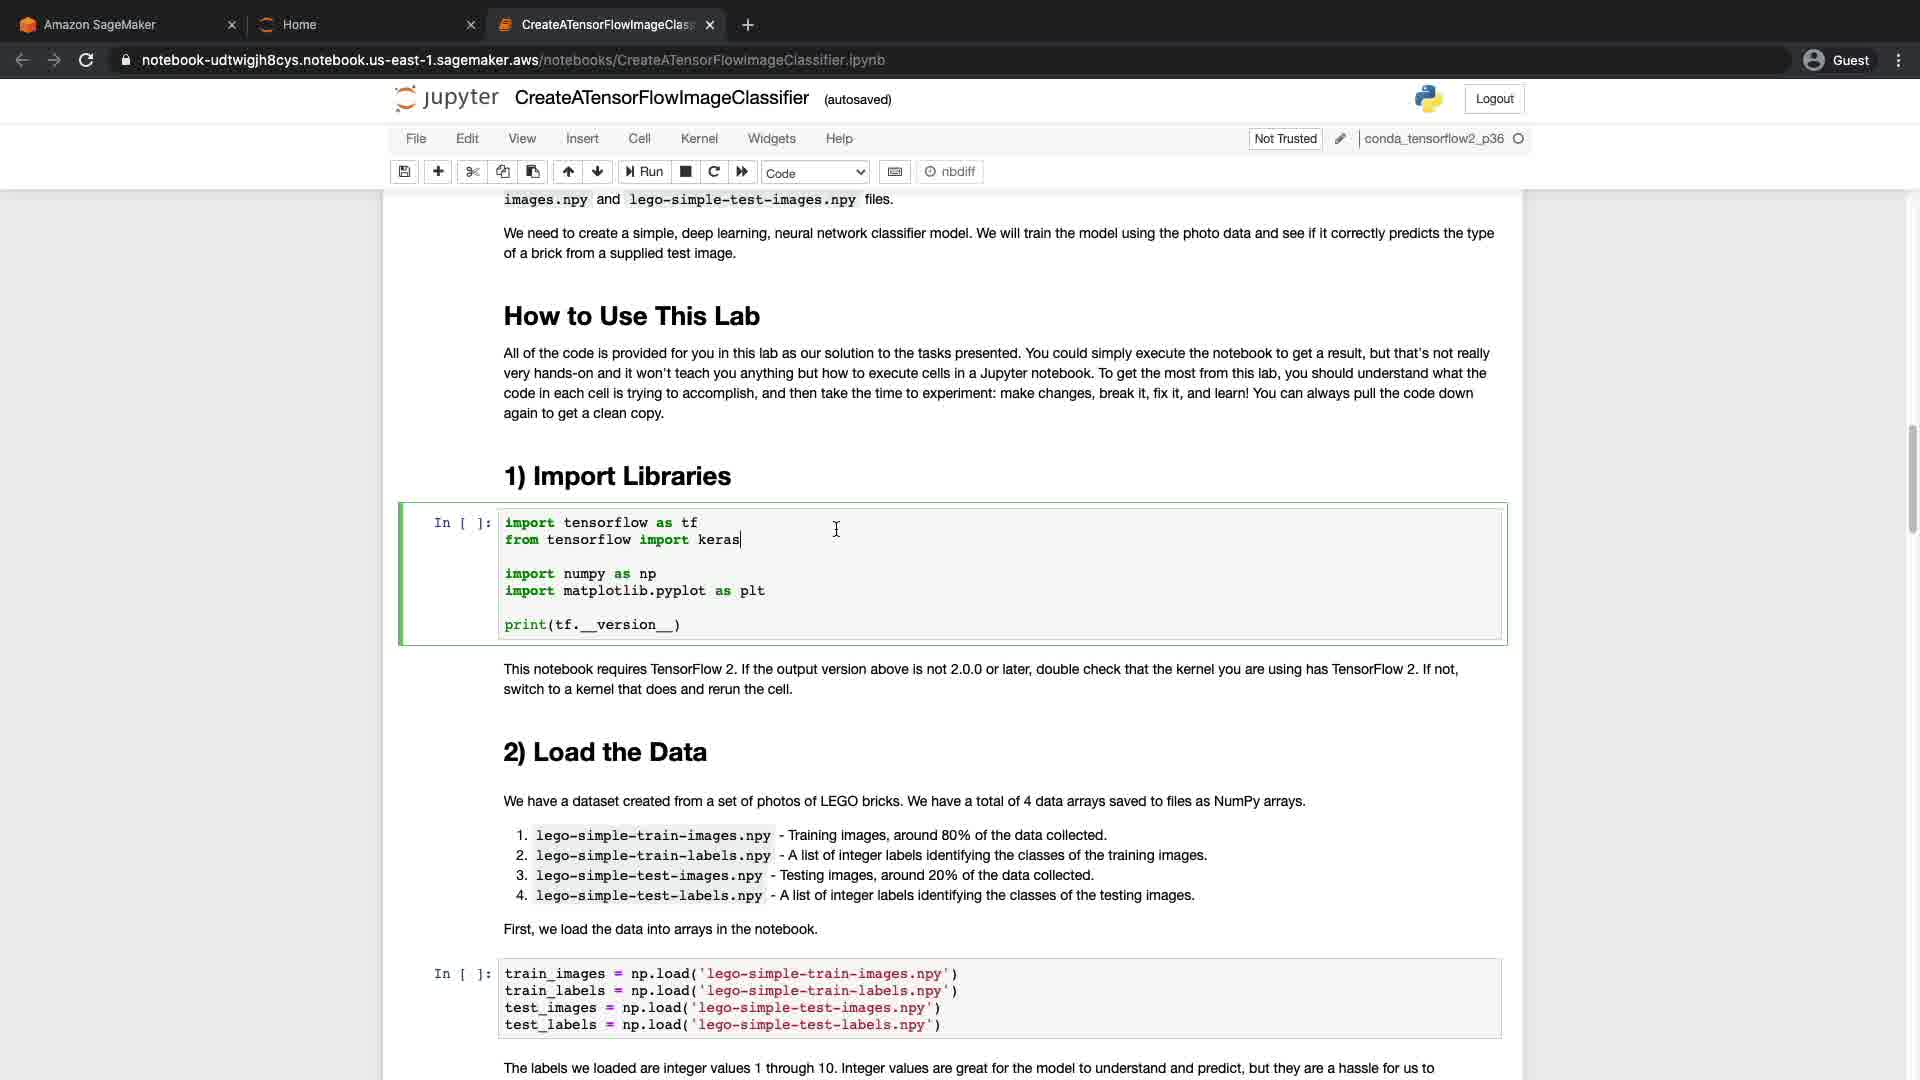 Amazon SageMaker
Home
CreateATensorFlowImageClas
notebook-udtwigjh8cys.notebook.us-east-1.sagemaker.aws/notebooks/CreateATensorFlowImageClassifier.ipynb
Guest
jupyter CreateATensorFlowImageClassifier (autosaved)
Logout
File Edit View Insert Cell Kernel Widgets Help
Not Trusted
conda_tensorflow2_p36
Run
Code
nbdiff
images.npy and lego-simple-test-images.npy files.
We need to create a simple, deep learning, neural network classifier model. We will train the model using the photo data and see if it correctly predicts the type
of a brick from a supplied test image.
How to Use This Lab
All of the code is provided for you in this lab as our solution to the tasks presented. You could simply execute the notebook to get a result, but that's not really
very hands-on and it won't teach you anything but how to execute cells in a Jupyter notebook. To get the most from this lab, you should understand what the
code in each cell is trying to accomplish, and then take the time to experiment: make changes, break it, fix it, and learn! You can always pull the code down
again to get a clean copy.
1) Import Libraries
In [ ]: import tensorflow as tf
from tensorflow import keras
import numpy as np
import matplotlib.pyplot as plt
print(tf.__version__)
This notebook requires TensorFlow 2. If the output version above is not 2.0.0 or later, double check that the kernel you are using has TensorFlow 2. If not,
switch to a kernel that does and rerun the cell.
2) Load the Data
We have a dataset created from a set of photos of LEGO bricks. We have a total of 4 data arrays saved to files as NumPy arrays.
1. lego-simple-train-images.npy - Training images, around 80% of the data collected.
2. lego-simple-train-labels.npy - A list of integer labels identifying the classes of the training images.
3. lego-simple-test-images.npy - Testing images, around 20% of the data collected.
4. lego-simple-test-labels.npy - A list of integer labels identifying the classes of the testing images.
First, we load the data into arrays in the notebook.
In [ ]: train_images = np.load('lego-simple-train-images.npy')
train_labels = np.load('lego-simple-train-labels.npy')
test_images = np.load('lego-simple-test-images.npy')
test_labels = np.load('lego-simple-test-labels.npy')
The labels we loaded are integer values 1 through 10. Integer values are great for the model to understand and predict, but they are a hassle for us to